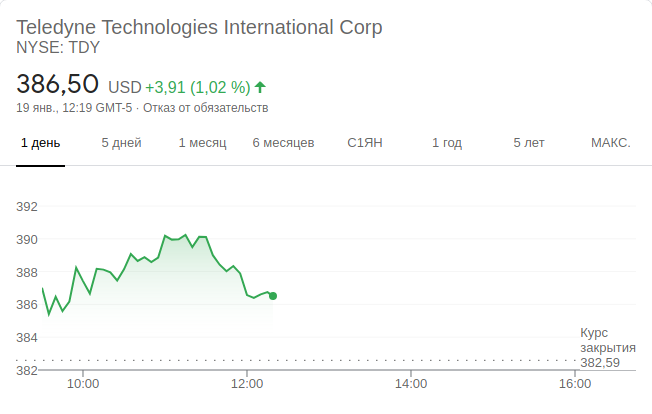 Teledyne Technologies International Corp
NYSE: TDY
386,50 USD +3,91 (1,02 %)
19 янв., 12:19 GMT-5 · Отказ от обязательств
1 день 5 дней 1 месяц 6 месяцев С1ЯН 1 год 5 лет МАКС.
392
390
388
386
384
382
Курс
закрытия
382,59
10:00 12:00 14:00 16:00